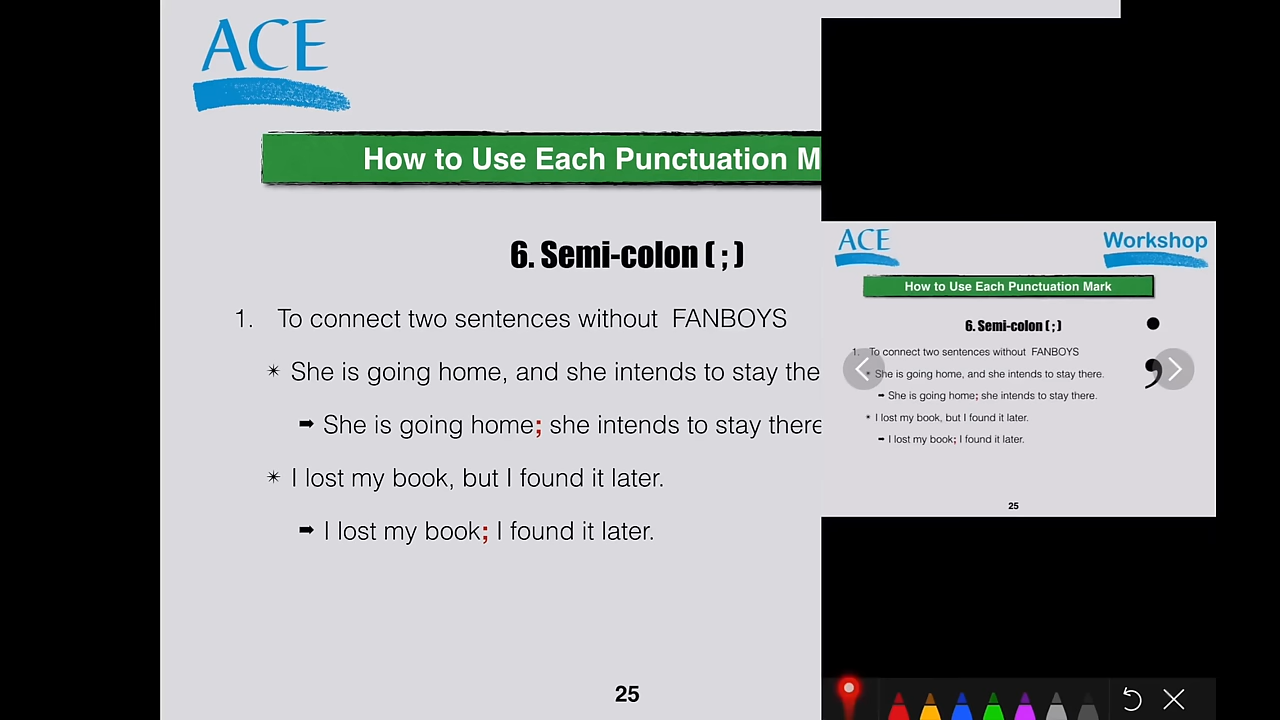 ACE
How to Use Each Punctuation M
6. Semi-colon ( ; )
1. To connect two sentences without FANBOYS
✴ She is going home, and she intends to stay the
➡ She is going home; she intends to stay there
✴ I lost my book, but I found it later.
➡ I lost my book; I found it later.
25
ACE
Workshop
How to Use Each Punctuation Mark
6. Semi-colon ( ; )
1. To connect two sentences without FANBOYS
✴ She is going home, and she intends to stay there.
➡ She is going home; she intends to stay there.
✴ I lost my book, but I found it later.
➡ I lost my book; I found it later.
;
25